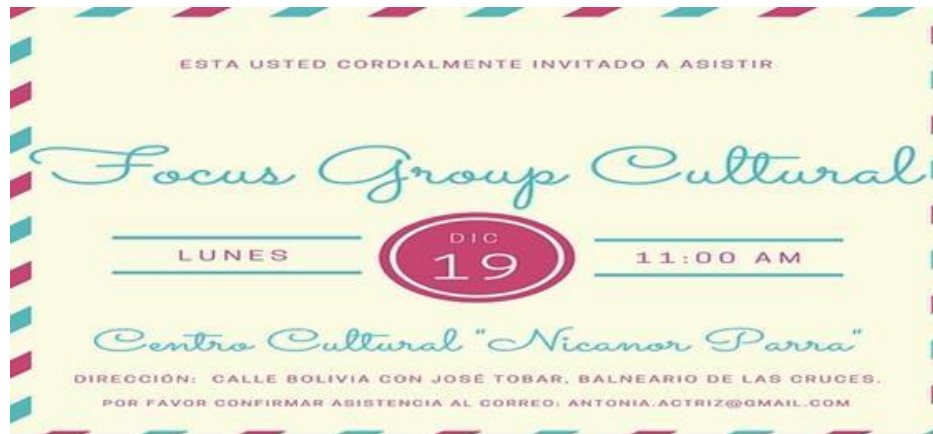 ESTA USTED CORDIALMENTE INVITADO A ASISTIR
Focus Group Cultural
LUNES
DIC
19
11:00 AM
Centro Cultural "Nicanor Parra"
DIRECCIÓN: CALLE BOLIVIA CON JOSÉ TOBAR, BALNEARIO DE LAS CRUCES.
POR FAVOR CONFIRMAR ASISTENCIA AL CORREO: ANTONIA.ACTRIZ@GMAIL.COM